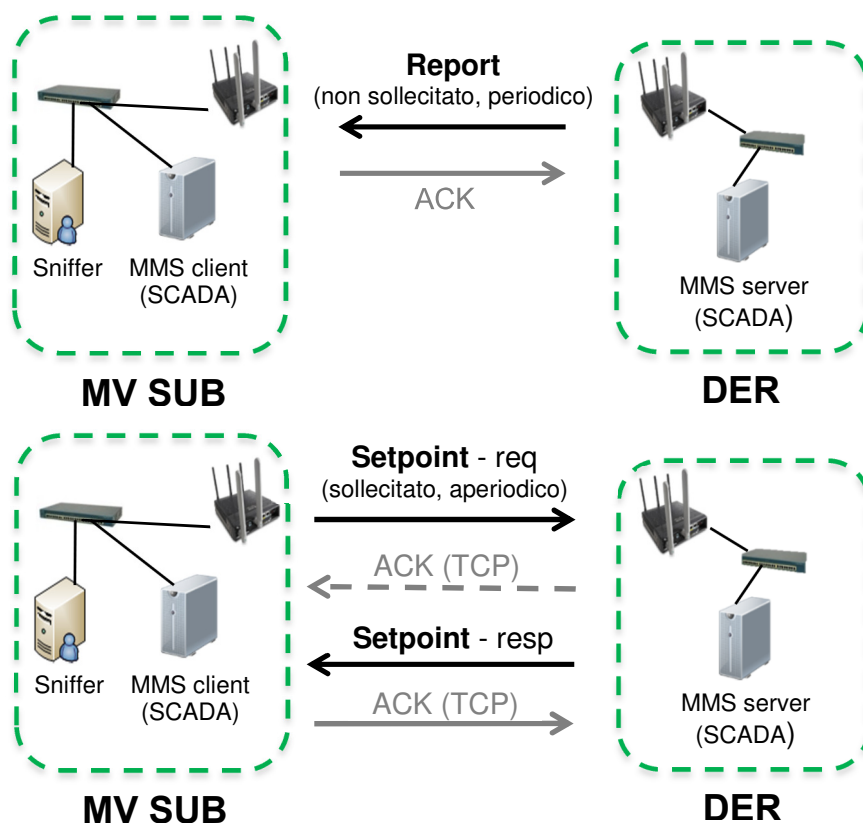 Report
(non sollecitato, periodico)
ACK
Sniffer
MMS client
(SCADA)
MMS server
(SCADA)
MV SUB
DER
Setpoint - req
(sollecitato, aperiodico)
ACK (TCP)
Setpoint - resp
ACK (TCP)
Sniffer
MMS client
(SCADA)
MMS server
(SCADA)
MV SUB
DER